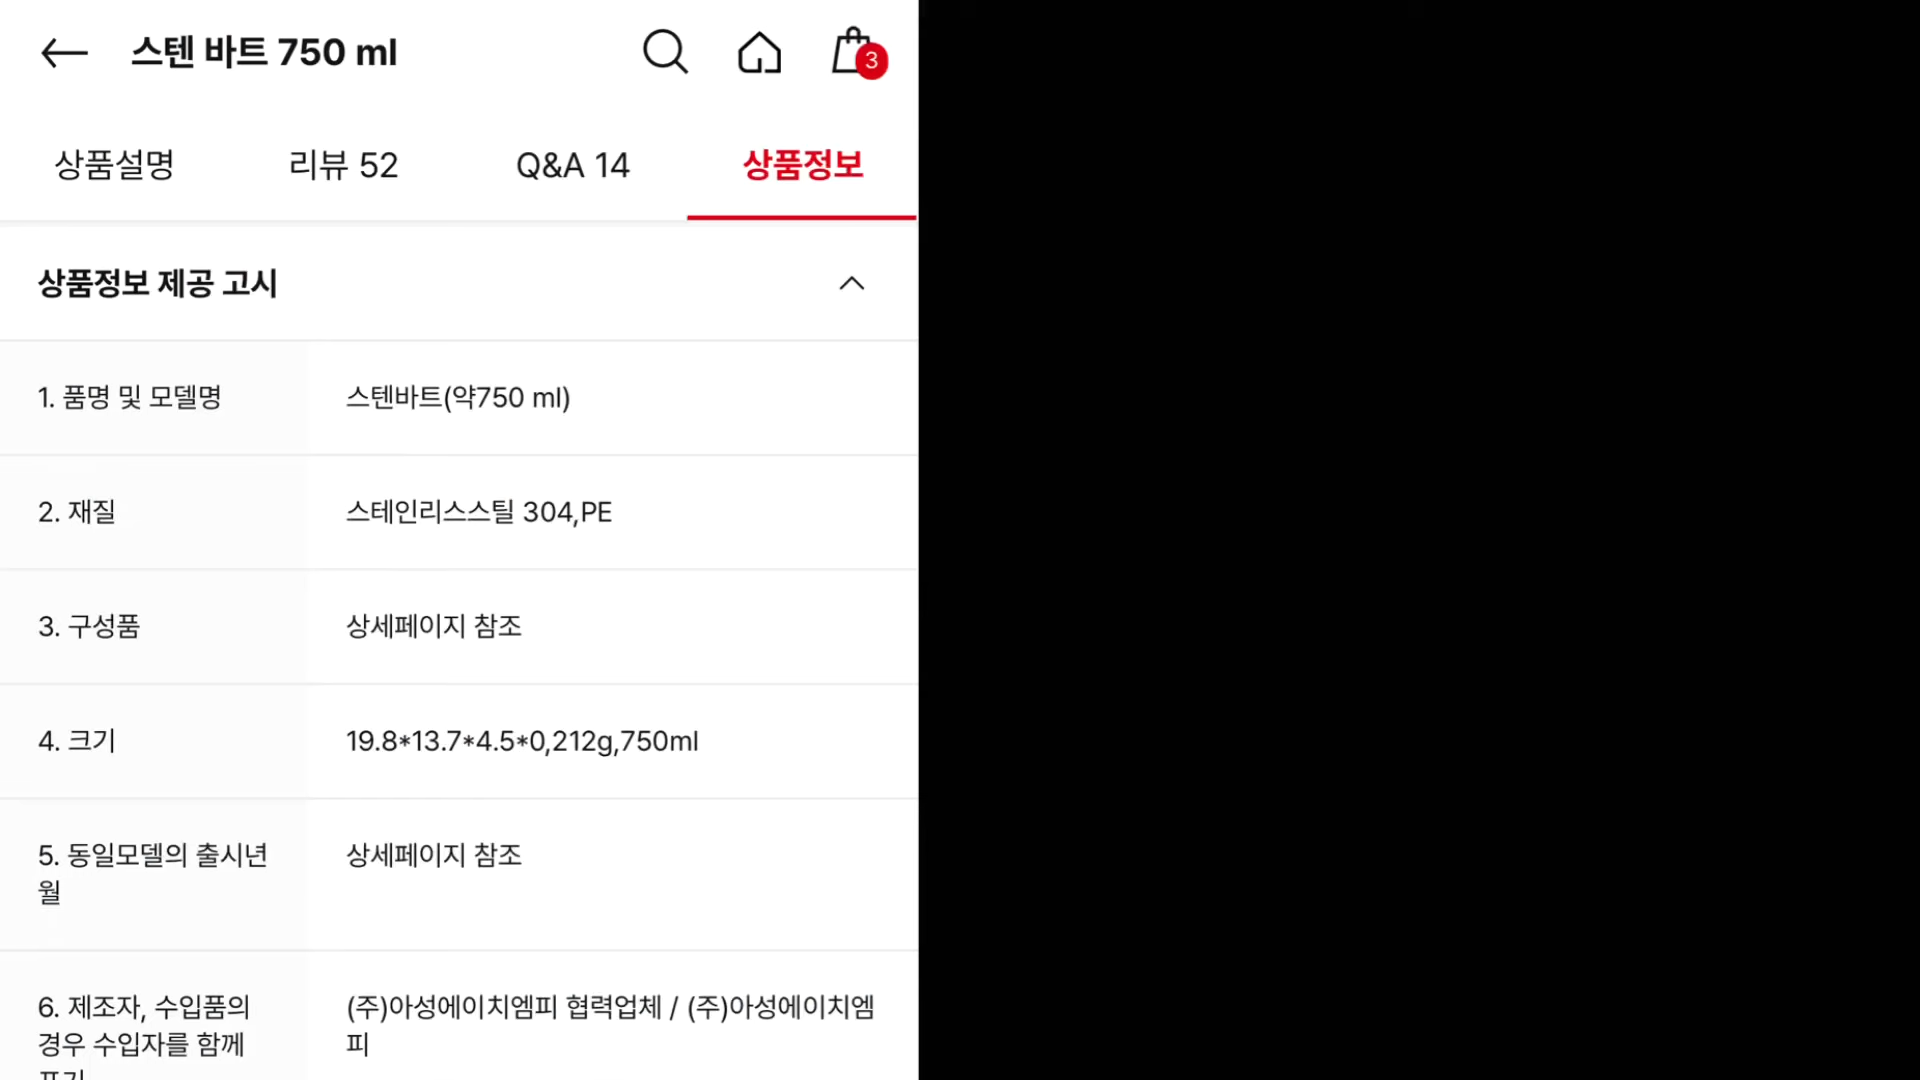 스텐 바트 750 ml
3
상품설명 리뷰 52 Q&A 14 상품정보
상품정보 제공 고시
1. 품명 및 모델명 스텐바트(약750 ml)
2. 재질 스테인리스스틸 304,PE
3. 구성품 상세페이지 참조
4. 크기 19.8*13.7*4.5*0,212g,750ml
5. 동일모델의 출시년 상세페이지 참조
월
6. 제조자, 수입품의 (주)아성에이치엠피 협력업체 / (주)아성에이치엠
경우 수입자를 함께 피